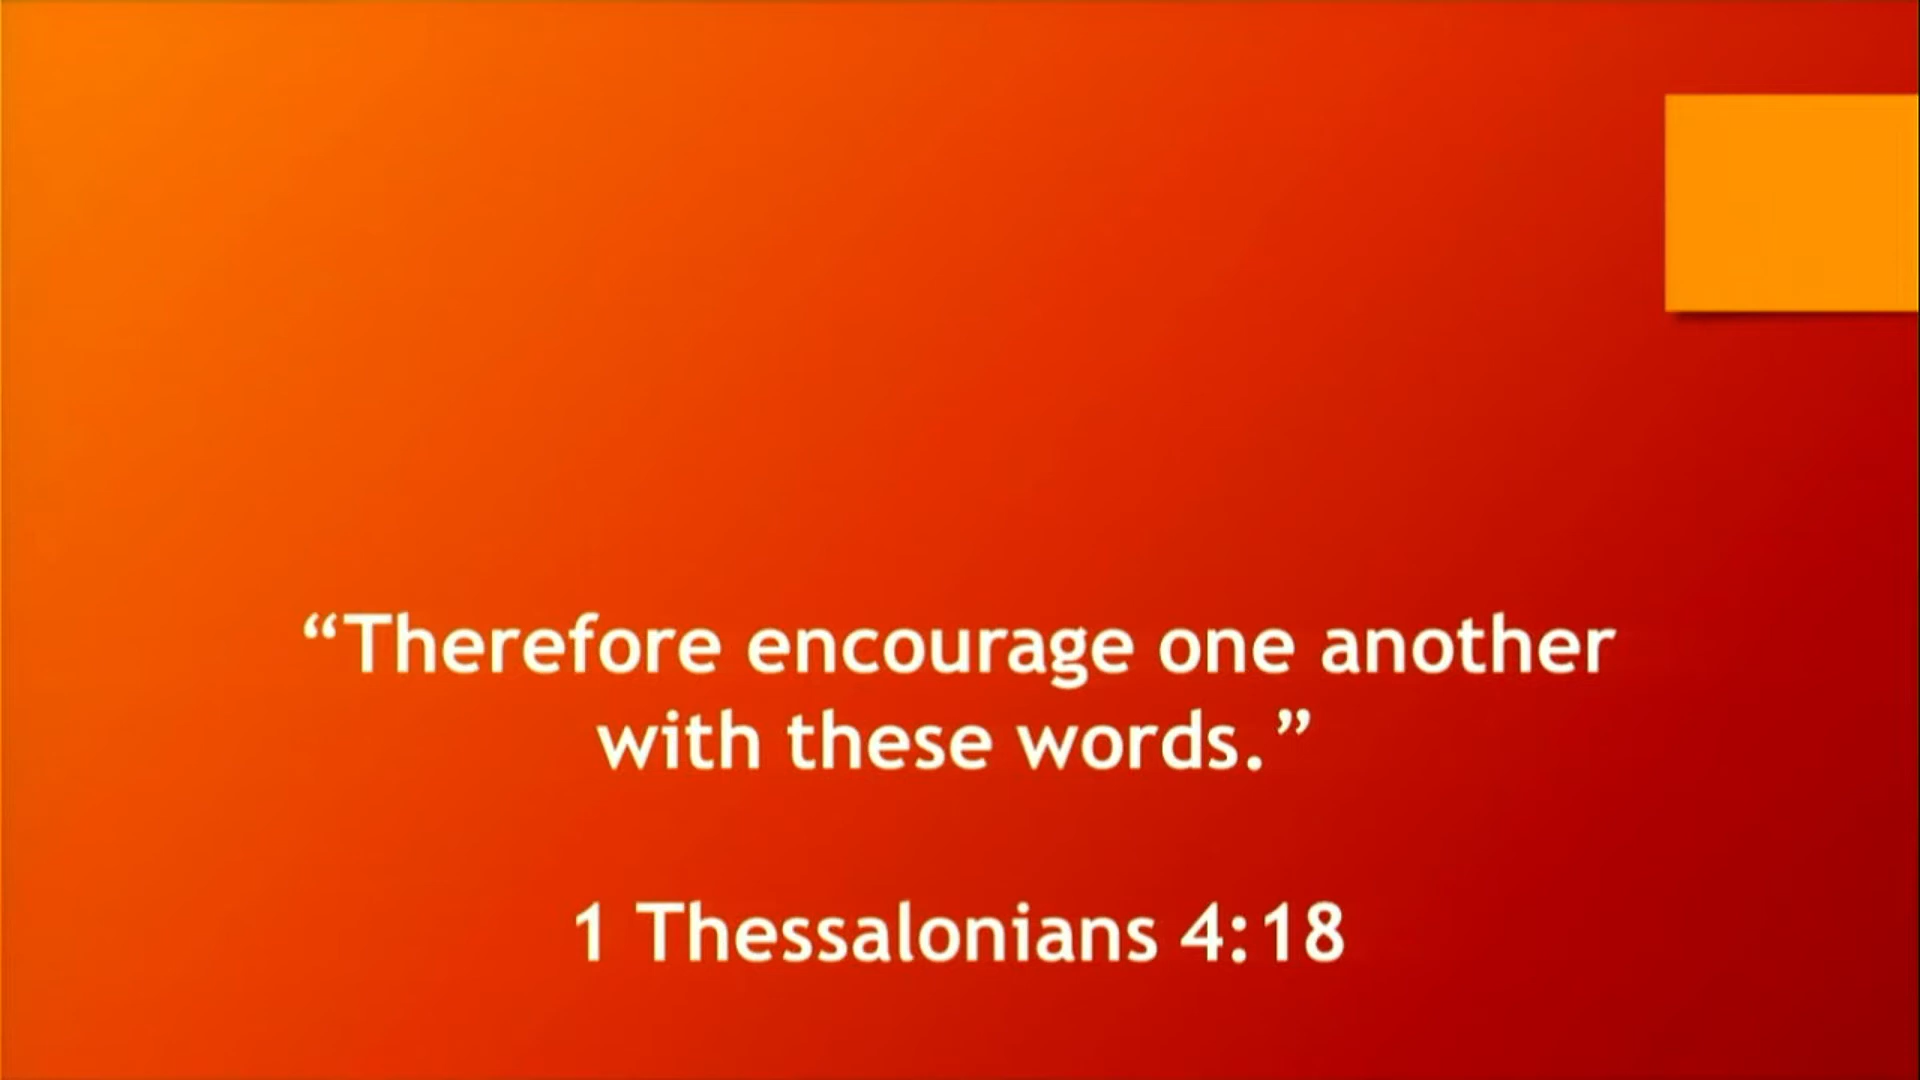 “Therefore encourage one another
with these words.”
1 Thessalonians 4:18